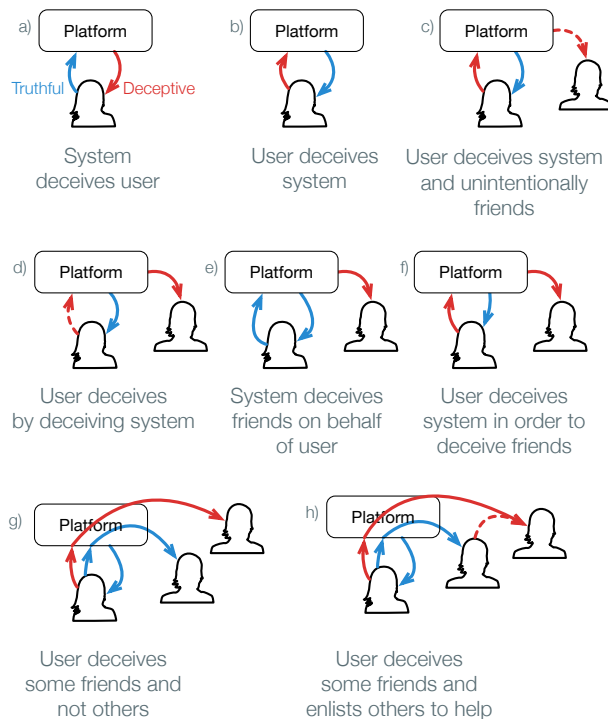 a)
Platform
Truthful
Deceptive
System
deceives user
b)
Platform
User deceives
system
c)
Platform
User deceives system
and unintentionally
friends
d)
Platform
User deceives
by deceiving system
e)
Platform
System deceives
friends on behalf
of user
f)
Platform
User deceives
system in order to
deceive friends
g)
Platform
User deceives
some friends and
not others
h)
Platform
User deceives
some friends and
enlists others to help